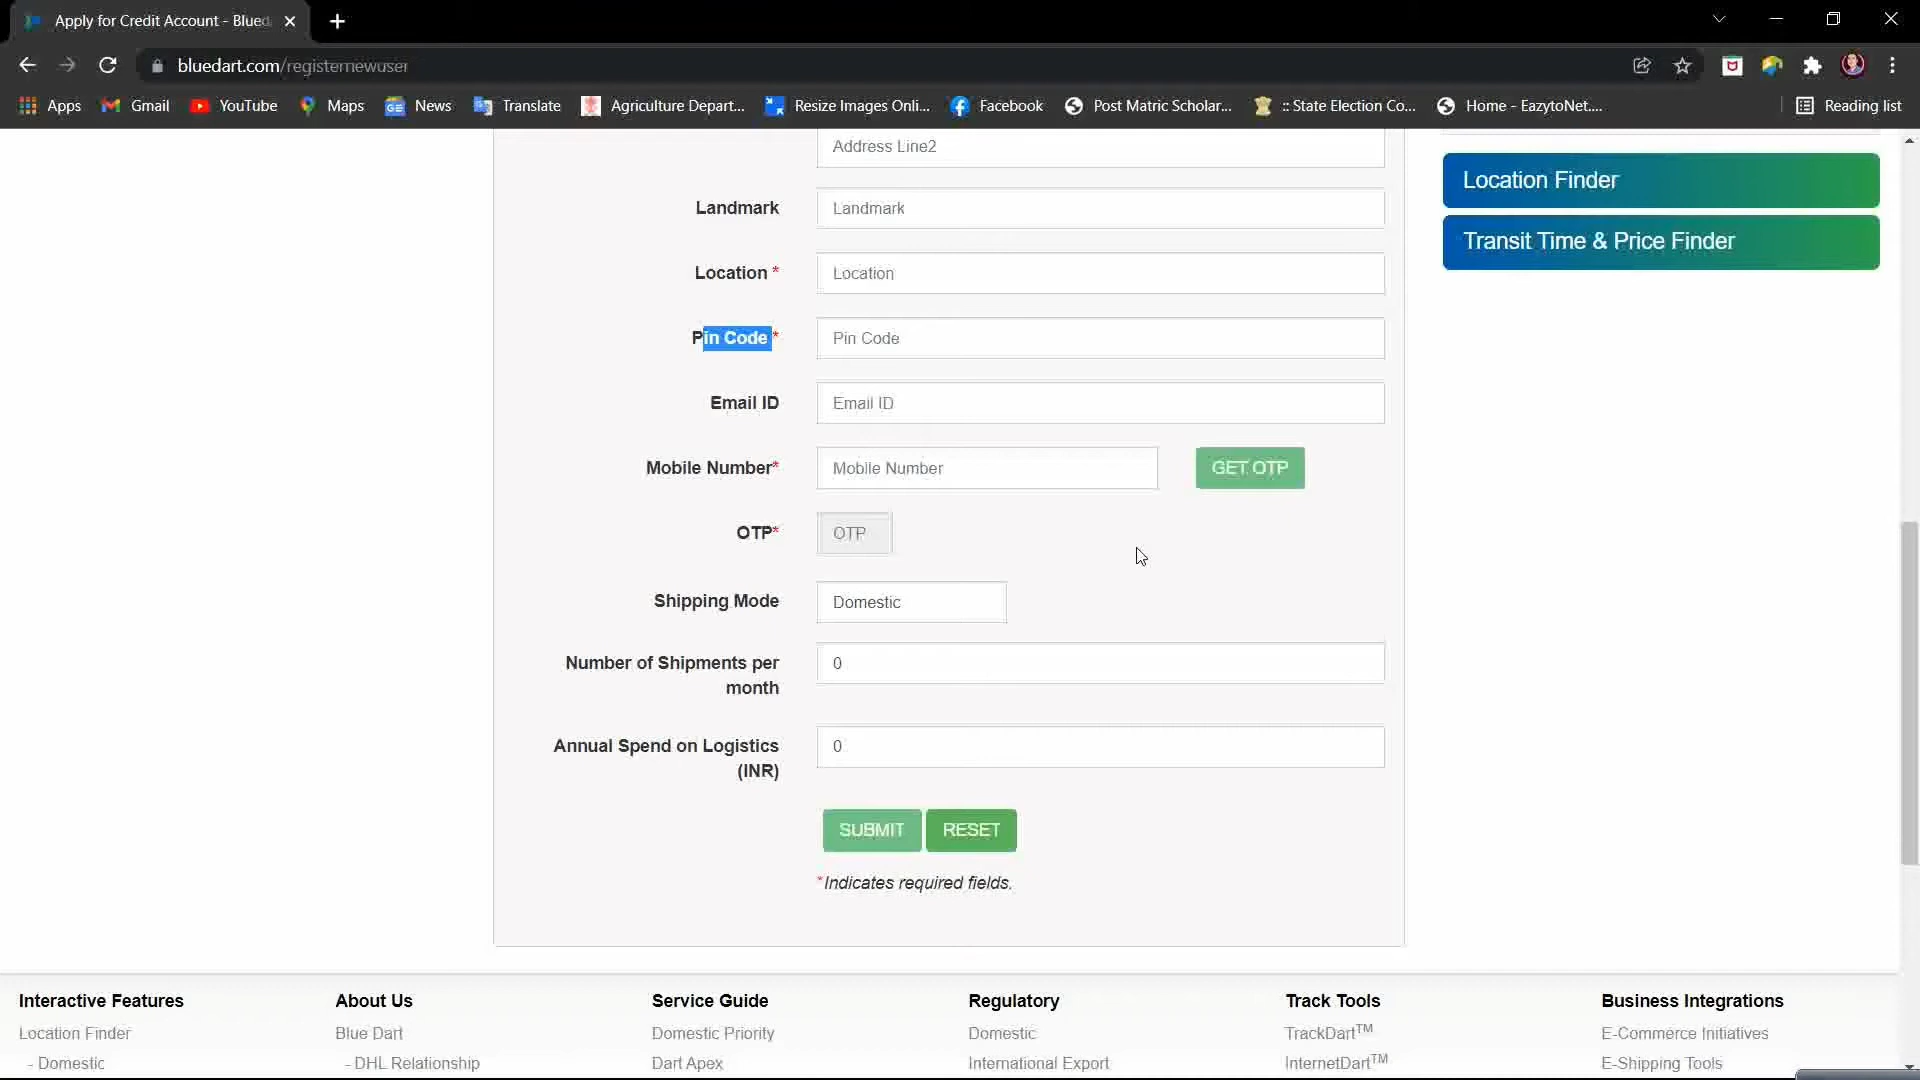 Apply for Credit Account - Blued
bluedart.com/registernewuser
Apps Gmail YouTube Maps News Translate Agriculture Depart... Resize Images Onli... Facebook Post Matric Scholar... :: State Election Co... Home - EazytoNet.... Reading list
Address Line2
Location Finder
Landmark Landmark
Transit Time & Price Finder
Location * Location
Pin Code * Pin Code
Email ID Email ID
Mobile Number* Mobile Number GET OTP
OTP* OTP
Shipping Mode Domestic
Number of Shipments per
month
0
Annual Spend on Logistics
(INR)
0
SUBMIT RESET
*Indicates required fields.
Interactive Features About Us Service Guide Regulatory Track Tools Business Integrations
Location Finder Blue Dart Domestic Priority Domestic TrackDart™ E-Commerce Initiatives
- Domestic - DHL Relationship Dart Apex International Export InternetDart™ E-Shipping Tools